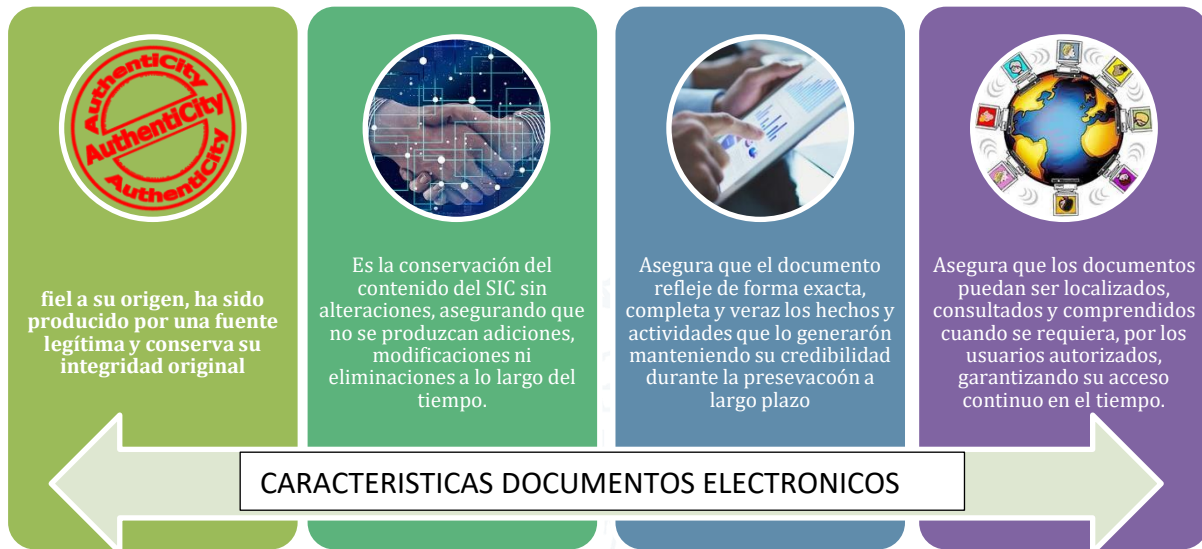 AuthentiCity
AuthentiCity
AuthentiCity
fiel a su origen, ha sido
producido por una fuente
legítima y conserva su
integridad original
Es la conservación del
contenido del SIC sin
alteraciones, asegurando que
no se produzcan adiciones,
modificaciones ni
eliminaciones a lo largo del
tiempo.
Asegura que el documento
refleje de forma exacta,
completa y veraz los hechos y
actividades que lo generarón
manteniendo su credibilidad
durante la presevacoón a
largo plazo
Asegura que los documentos
puedan ser localizados,
consultados y comprendidos
cuando se requiera, por los
usuarios autorizados,
garantizando su acceso
continuo en el tiempo.
CARACTERISTICAS DOCUMENTOS ELECTRONICOS